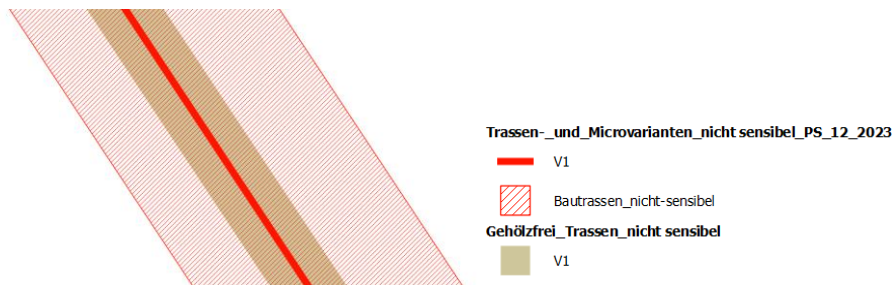 Trassen-_und_Microvarianten_nicht sensibel_PS_12_2023
V1
Bautrassen_nicht-sensibel
Gehölzfrei_Trassen_nicht sensibel
V1